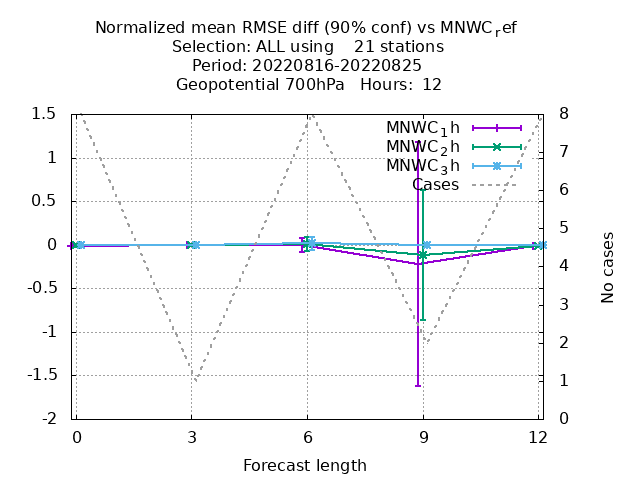 Normalized mean RMSE diff (90% conf) vs MNWC_ref
Selection: ALL using    21 stations
Period: 20220816-20220825
Geopotential 700hPa   Hours:  12
MNWC_1h
MNWC_2h
MNWC_3h
Cases
1.5
1
0.5
0
-0.5
-1
-1.5
-2
8
7
6
5
4
3
2
1
0
No cases
0 3 6 9 12
Forecast length